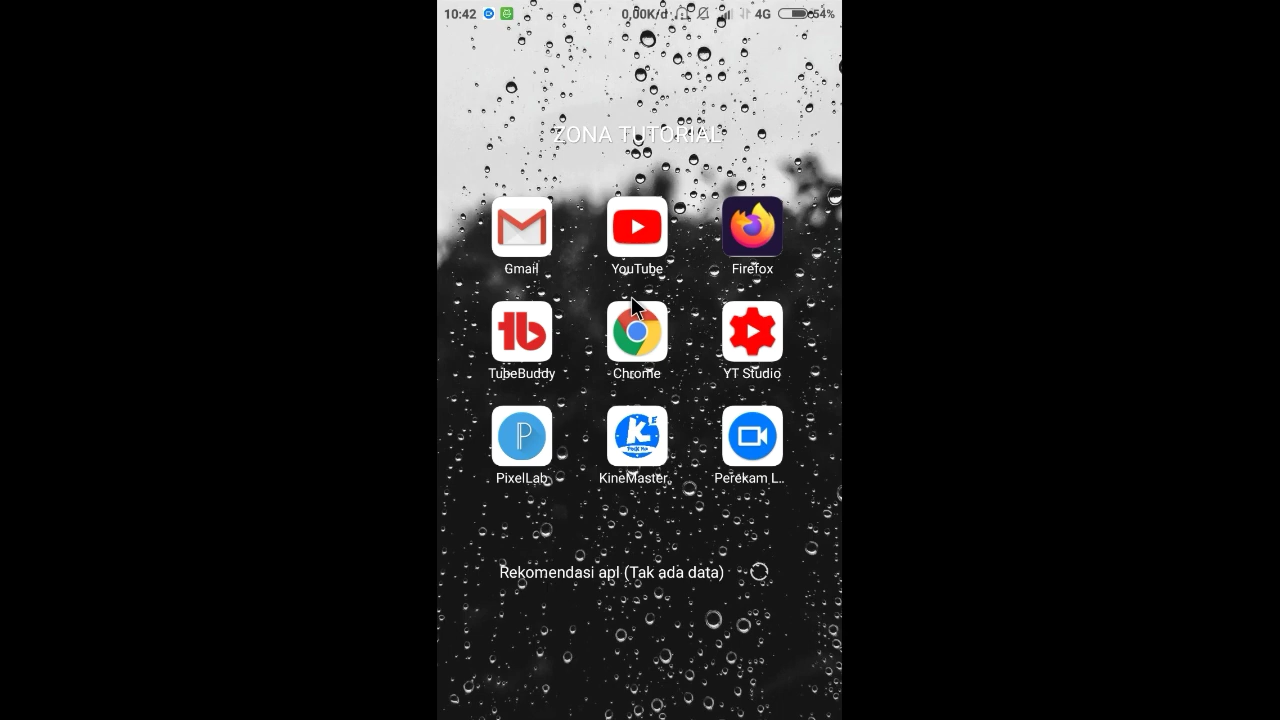 10:42 0,00K/d 4G 54%
ZONA TUTORIAL
Gmail YouTube Firefox
TubeBuddy Chrome YT Studio
PixelLab KineMaster.. Perekam L..
Rekomendasi apl (Tak ada data)